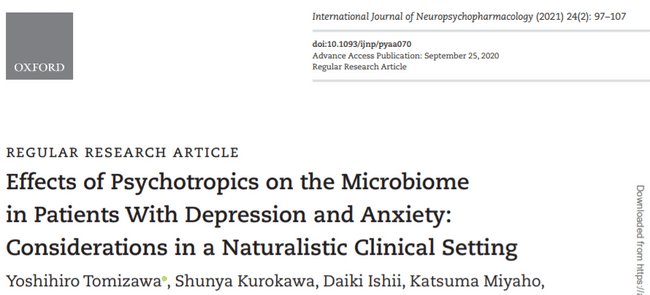 International Journal of Neuropsychopharmacology (2021) 24(2): 97–107
OXFORD
doi:10.1093/ijnp/pyaa070
Advance Access Publication: September 25, 2020
Regular Research Article
REGULAR RESEARCH ARTICLE
Effects of Psychotropics on the Microbiome
in Patients With Depression and Anxiety:
Considerations in a Naturalistic Clinical Setting
Yoshihiro Tomizawa, Shunya Kurokawa, Daiki Ishii, Katsuma Miyaho,
Downloaded from https://a